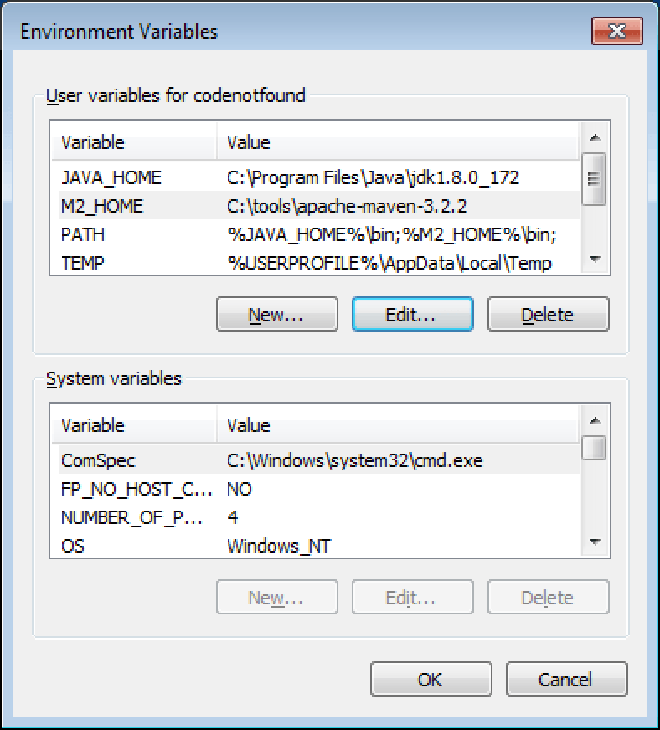 Environment Variables
User variables for codenotfound
Variable Value
JAVA_HOME C:\Program Files\Java\jdk1.8.0_172
M2_HOME C:\tools\apache-maven-3.2.2
PATH %JAVA_HOME%\bin;%M2_HOME%\bin;
TEMP %USERPROFILE%\AppData\Local\Temp
New... Edit... Delete
System variables
Variable Value
ComSpec C:\Windows\system32\cmd.exe
FP_NO_HOST_C... NO
NUMBER_OF_P... 4
OS Windows_NT
New... Edit... Delete
OK Cancel